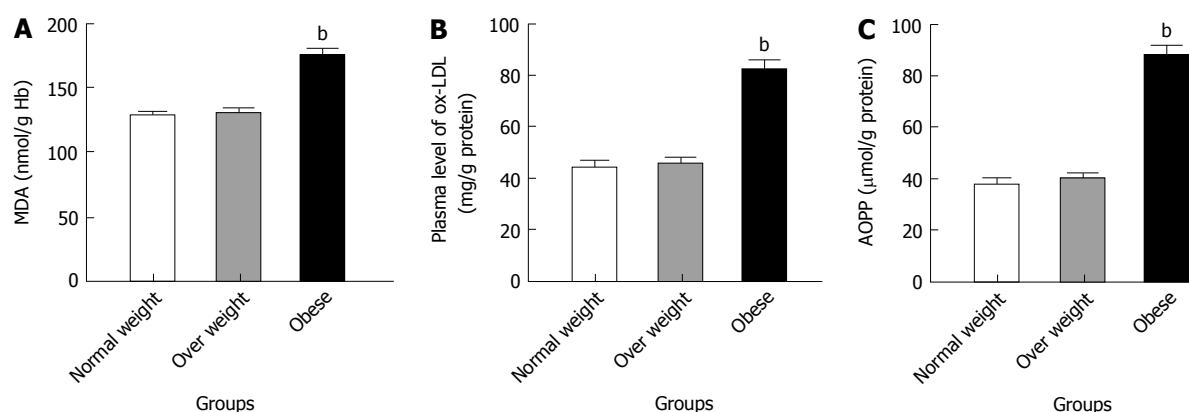 A
MDA (nmol/g Hb)
200
150
100
50
0
b
Normal weight
Over weight
Obese
Groups
B
Plasma level of ox-LDL
(mg/g protein)
100
80
60
40
20
0
b
Normal weight
Over weight
Obese
Groups
C
AOPP (μmol/g protein)
100
80
60
40
20
0
b
Normal weight
Over weight
Obese
Groups